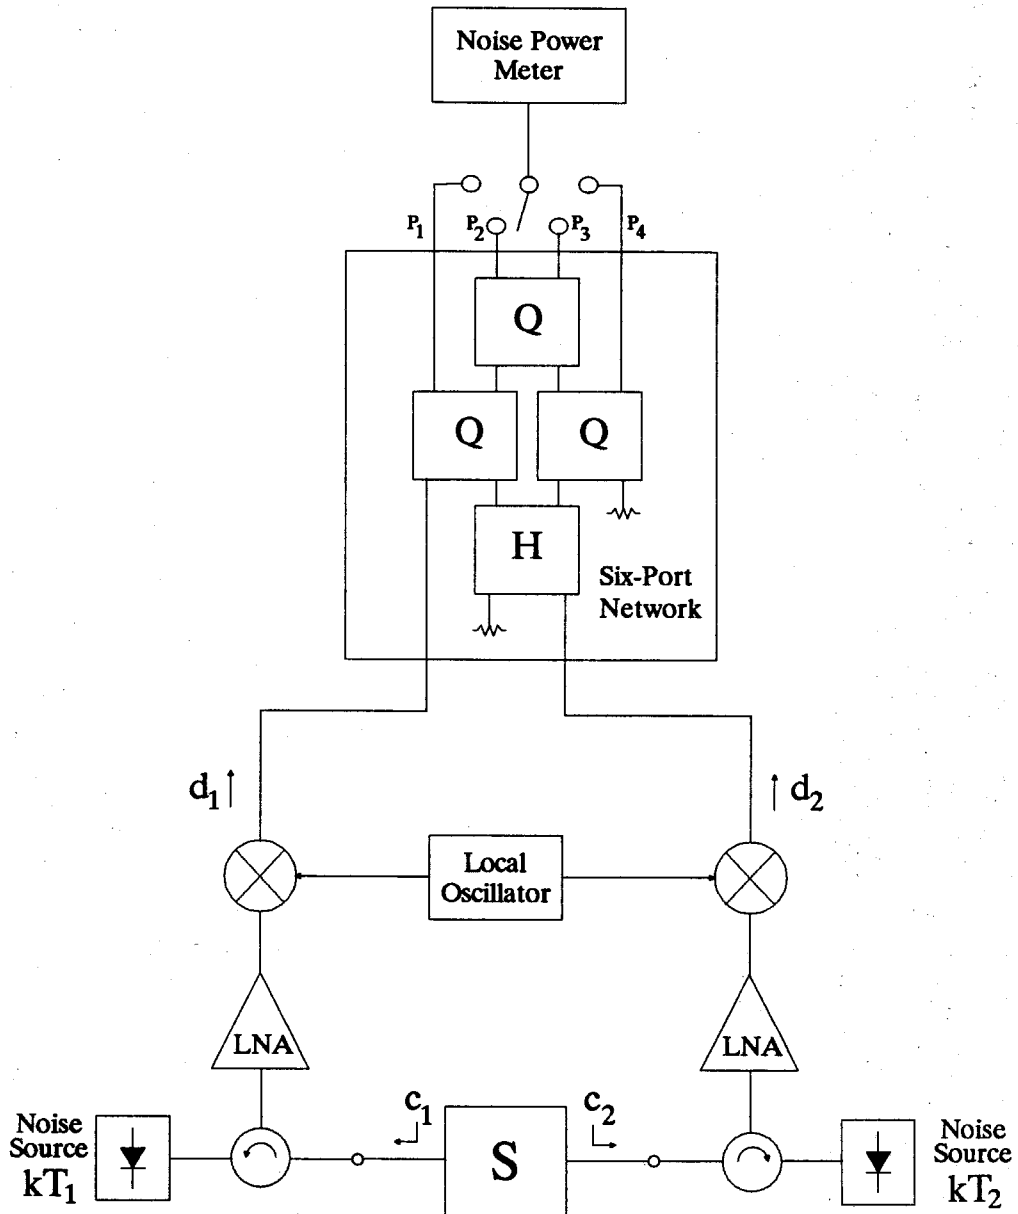 Noise Power
Meter
P1
P2
P3
P4
Q
Q
Q
H
Six-Port
Network
d1
d2
Local
Oscillator
LNA
LNA
Noise
Source
kT1
c1
S
c2
Noise
Source
kT2